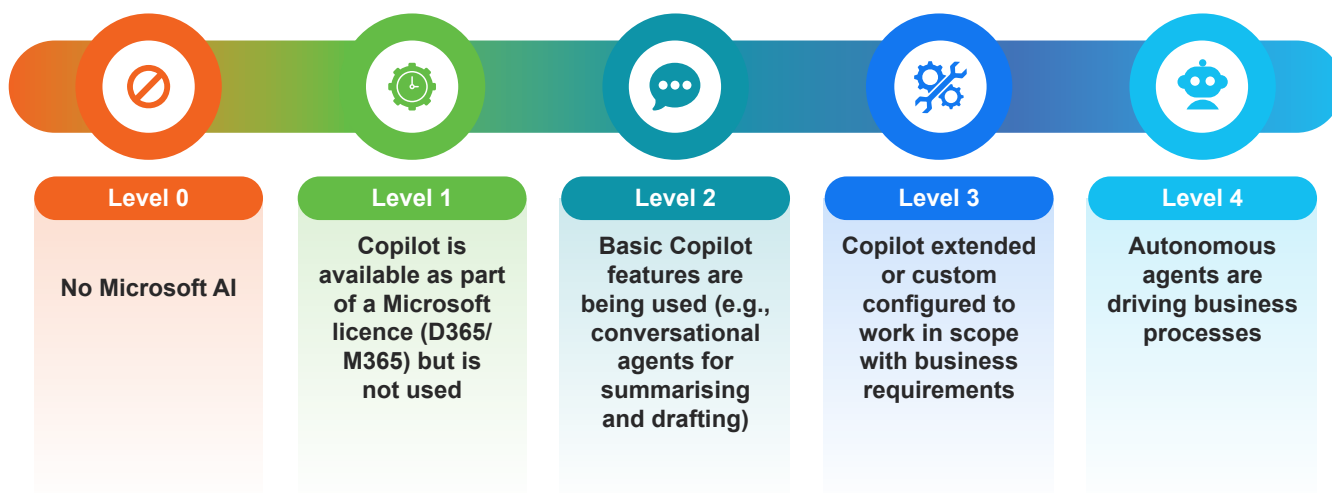 Level 0
No Microsoft AI
Level 1
Copilot is
available as part
of a Microsoft
licence (D365/
M365) but is
not used
Level 2
Basic Copilot
features are
being used (e.g.,
conversational
agents for
summarising
and drafting)
Level 3
Copilot extended
or custom
configured to
work in scope
with business
requirements
Level 4
Autonomous
agents are
driving business
processes